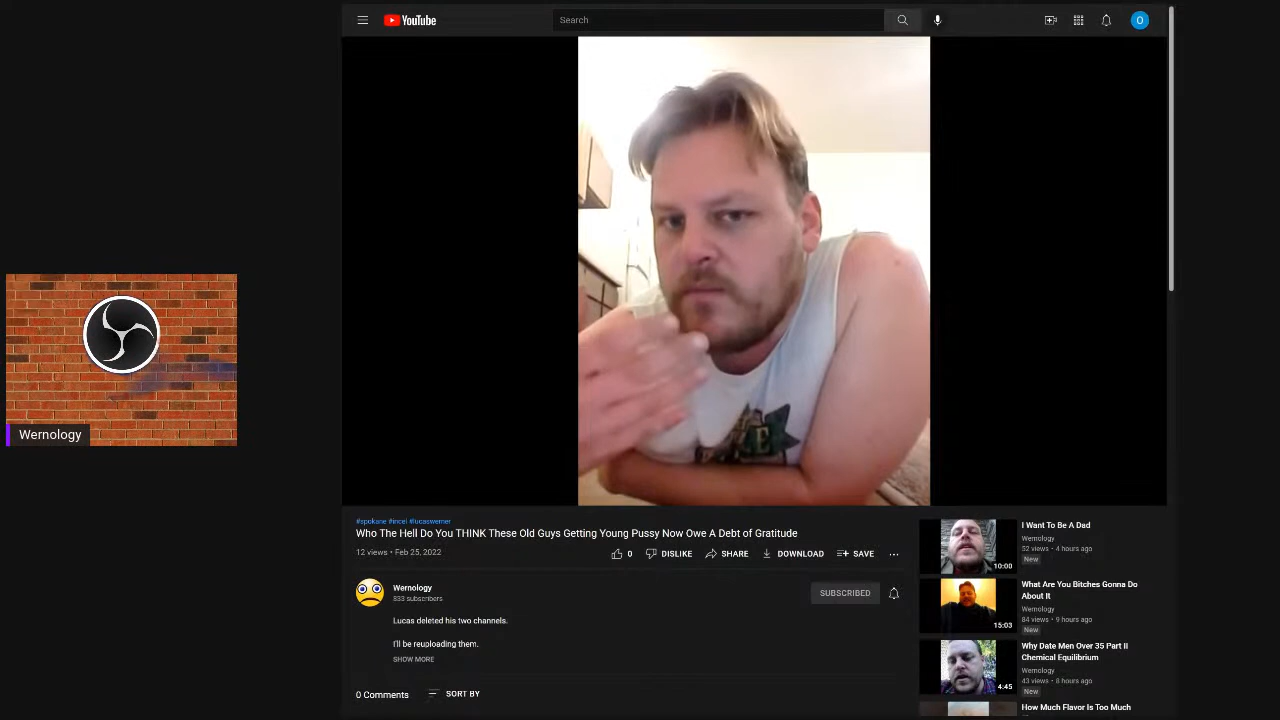 YouTube
Search
O
Wernology
#spokane #incel #lucaswerner
Who The Hell Do You THINK These Old Guys Getting Young Pussy Now Owe A Debt of Gratitude
12 views • Feb 25, 2022
0 DISLIKE SHARE DOWNLOAD SAVE ...
Wernology
833 subscribers
SUBSCRIBED
Lucas deleted his two channels.
I'll be reuploading them.
SHOW MORE
0 Comments SORT BY
10:00
I Want To Be A Dad
Wernology
52 views • 4 hours ago
New
15:03
What Are You Bitches Gonna Do
About It
Wernology
84 views • 9 hours ago
New
4:45
Why Date Men Over 35 Part II
Chemical Equilibrium
Wernology
43 views • 8 hours ago
New
How Much Flavor Is Too Much